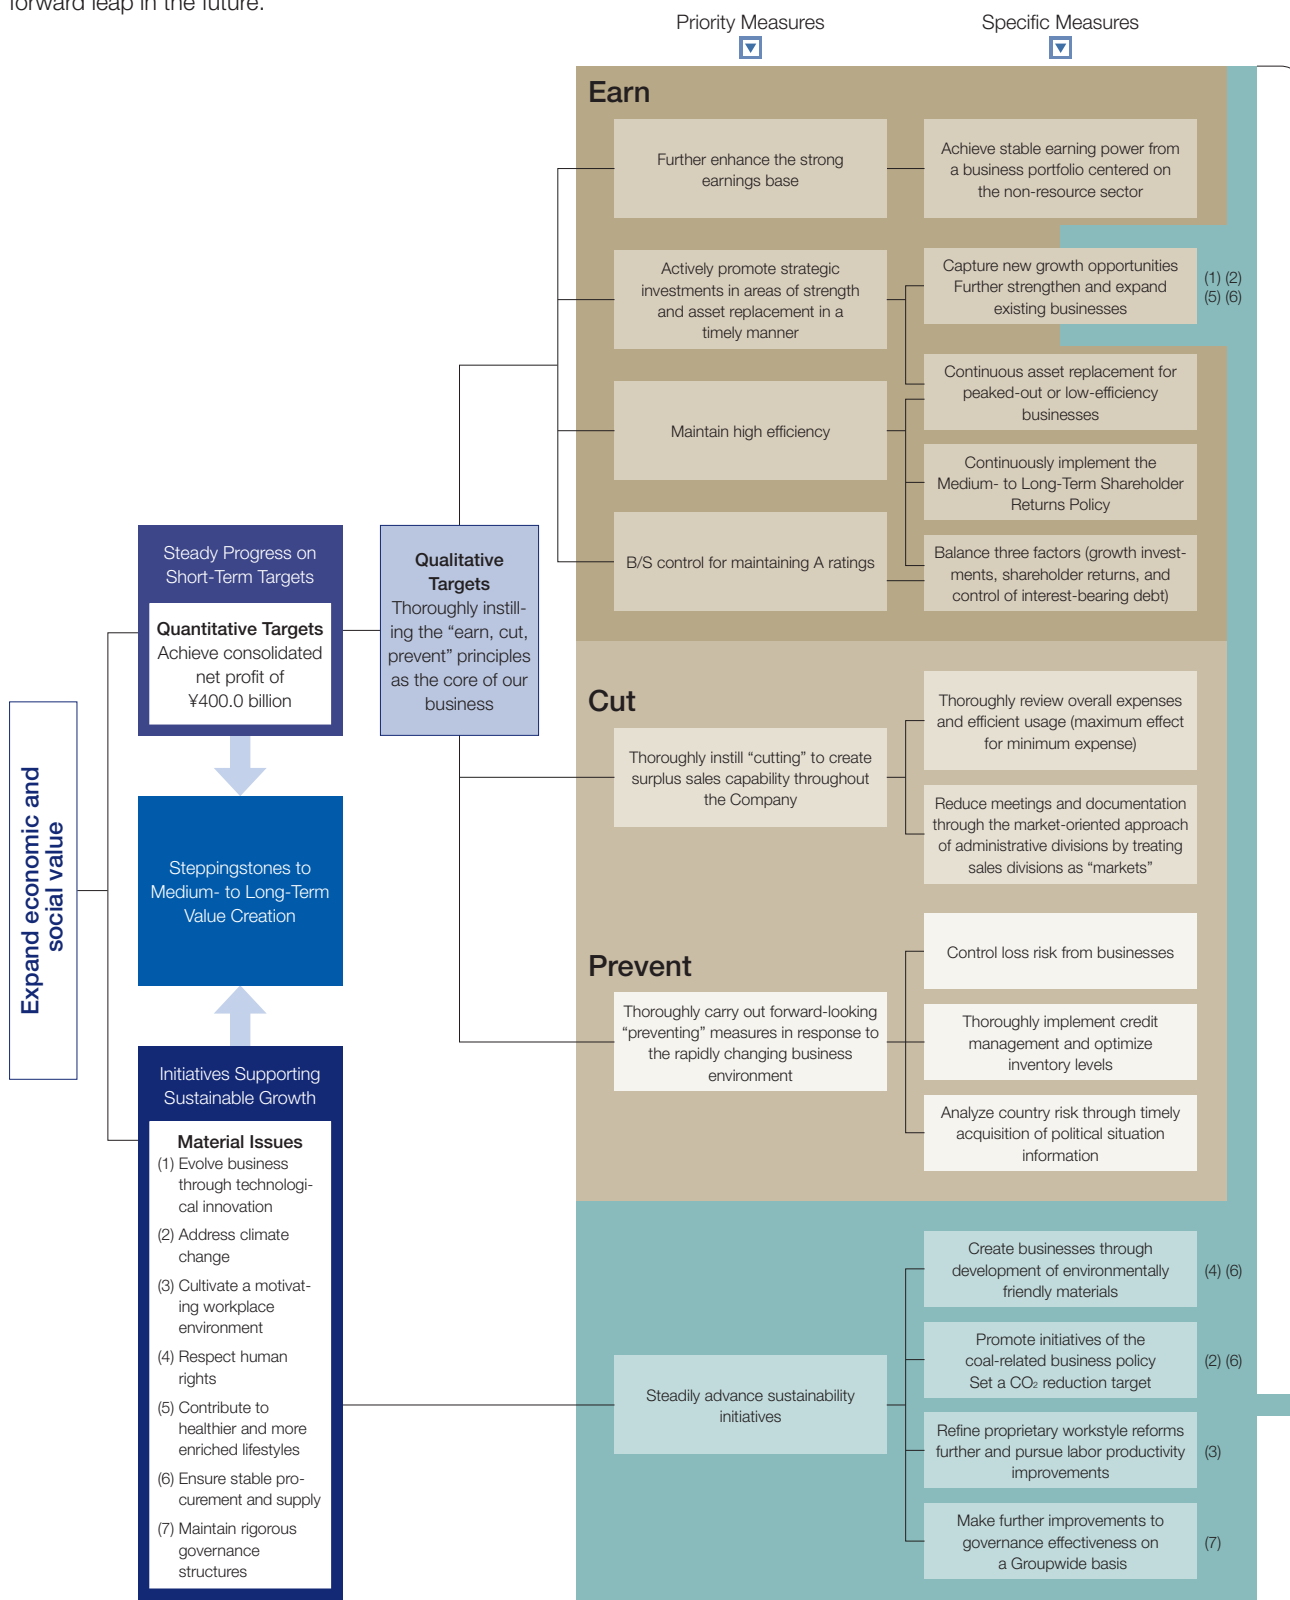 forward leap in the future.
Priority Measures
Specific Measures
Expand economic and
social value
Steady Progress on
Short-Term Targets
Quantitative Targets
Achieve consolidated
net profit of
¥400.0 billion
Steppingstones to
Medium- to Long-Term
Value Creation
Initiatives Supporting
Sustainable Growth
Material Issues
(1) Evolve business
through technologi-
cal innovation
(2) Address climate
change
(3) Cultivate a motivat-
ing workplace
environment
(4) Respect human
rights
(5) Contribute to
healthier and more
enriched lifestyles
(6) Ensure stable pro-
curement and supply
(7) Maintain rigorous
governance
structures
Qualitative
Targets
Thoroughly instill-
ing the “earn, cut,
prevent” principles
as the core of our
business
Earn
Further enhance the strong
earnings base
Achieve stable earning power from
a business portfolio centered on
the non-resource sector
Actively promote strategic
investments in areas of strength
and asset replacement in a
timely manner
Capture new growth opportunities
Further strengthen and expand
existing businesses
(1) (2)
(5) (6)
Continuous asset replacement for
peaked-out or low-efficiency
businesses
Maintain high efficiency
Continuously implement the
Medium- to Long-Term Shareholder
Returns Policy
B/S control for maintaining A ratings
Balance three factors (growth invest-
ments, shareholder returns, and
control of interest-bearing debt)
Cut
Thoroughly instill “cutting” to create
surplus sales capability throughout
the Company
Thoroughly review overall expenses
and efficient usage (maximum effect
for minimum expense)
Reduce meetings and documentation
through the market-oriented approach
of administrative divisions by treating
sales divisions as “markets”
Prevent
Thoroughly carry out forward-looking
“preventing” measures in response to
the rapidly changing business
environment
Control loss risk from businesses
Thoroughly implement credit
management and optimize
inventory levels
Analyze country risk through timely
acquisition of political situation
information
Steadily advance sustainability
initiatives
Create businesses through
development of environmentally
friendly materials
(4) (6)
Promote initiatives of the
coal-related business policy
Set a CO₂ reduction target
(2) (6)
Refine proprietary workstyle reforms
further and pursue labor productivity
improvements
(3)
Make further improvements to
governance effectiveness on
a Groupwide basis
(7)